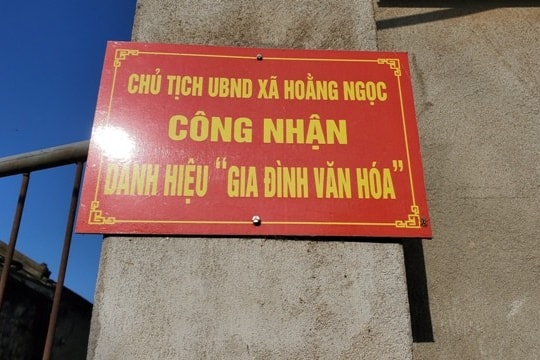 CHỦ TỊCH UBND XÃ HOẰNG NGỌC
CÔNG NHẬN
DANH HIỆU "GIA ĐÌNH VĂN HÓA"